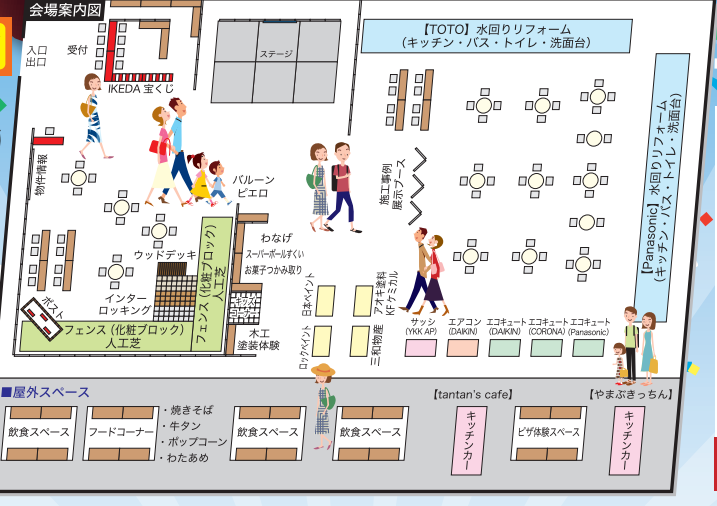 会場案内図
入口
出口
受付
IKEDA 宝くじ
ステージ
【TOTO】水回りリフォーム
（キッチン・バス・トイレ・洗面台）
【Panasonic】水回りリフォーム
（キッチン・バス・トイレ・洗面台）
物件情報
バルーン
ピエロ
施工事例
展示ブース
わなげ
スーパーボールすくい
お菓子つかみ取り
キッズ
コーナー
木工
塗装体験
ウッドデッキ
インター
ロッキング
ポスト
フェンス（化粧ブロック）
人工芝
フェンス（化粧ブロック）
人工芝
日本ペイント
アオキ塗料
KFケミカル
ロックペイント
三和物産
サッシ
(YKK AP)
エアコン
(DAIKIN)
エコキュート
(DAIKIN)
エコキュート
(CORONA)
エコキュート
(Panasonic)
■屋外スペース
飲食スペース
フードコーナー
・焼きそば
・牛タン
・ポップコーン
・わたあめ
飲食スペース
飲食スペース
【tantan's cafe】
キッチンカー
ピザ体験スペース
【やまぶきっちん】
キッチンカー